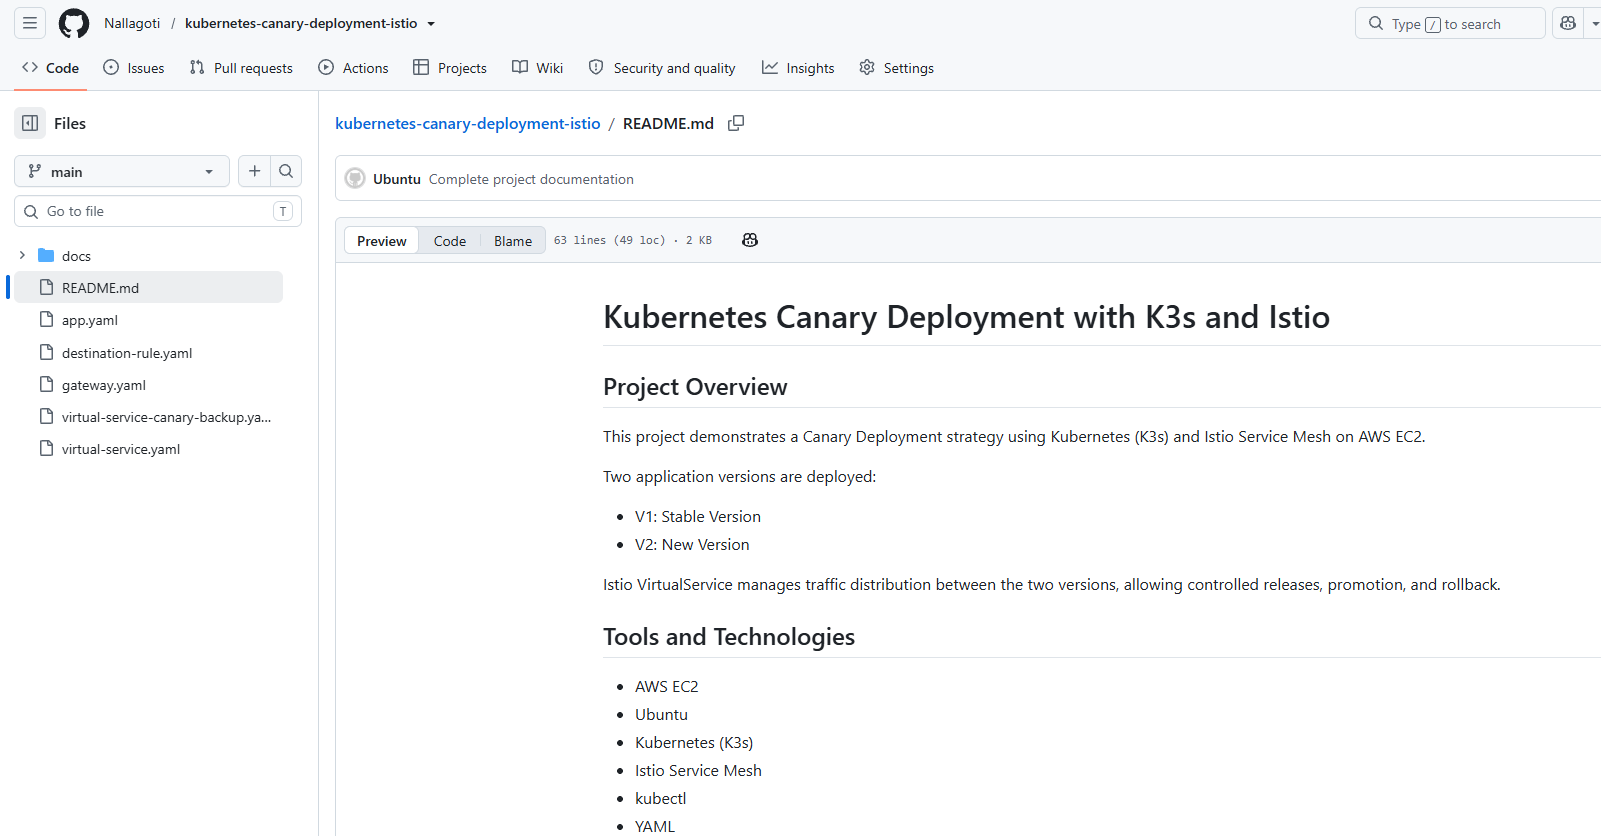 Nallagoti / kubernetes-canary-deployment-istio
Type / to search
Code Issues Pull requests Actions Projects Wiki Security and quality Insights Settings
Files
main
Go to file T
docs
README.md
app.yaml
destination-rule.yaml
gateway.yaml
virtual-service-canary-backup.ya...
virtual-service.yaml
kubernetes-canary-deployment-istio / README.md
Ubuntu Complete project documentation
Preview Code Blame 63 lines (49 loc) · 2 KB
Kubernetes Canary Deployment with K3s and Istio
Project Overview
This project demonstrates a Canary Deployment strategy using Kubernetes (K3s) and Istio Service Mesh on AWS EC2.
Two application versions are deployed:
• V1: Stable Version
• V2: New Version
Istio VirtualService manages traffic distribution between the two versions, allowing controlled releases, promotion, and rollback.
Tools and Technologies
• AWS EC2
• Ubuntu
• Kubernetes (K3s)
• Istio Service Mesh
• kubectl
• YAML